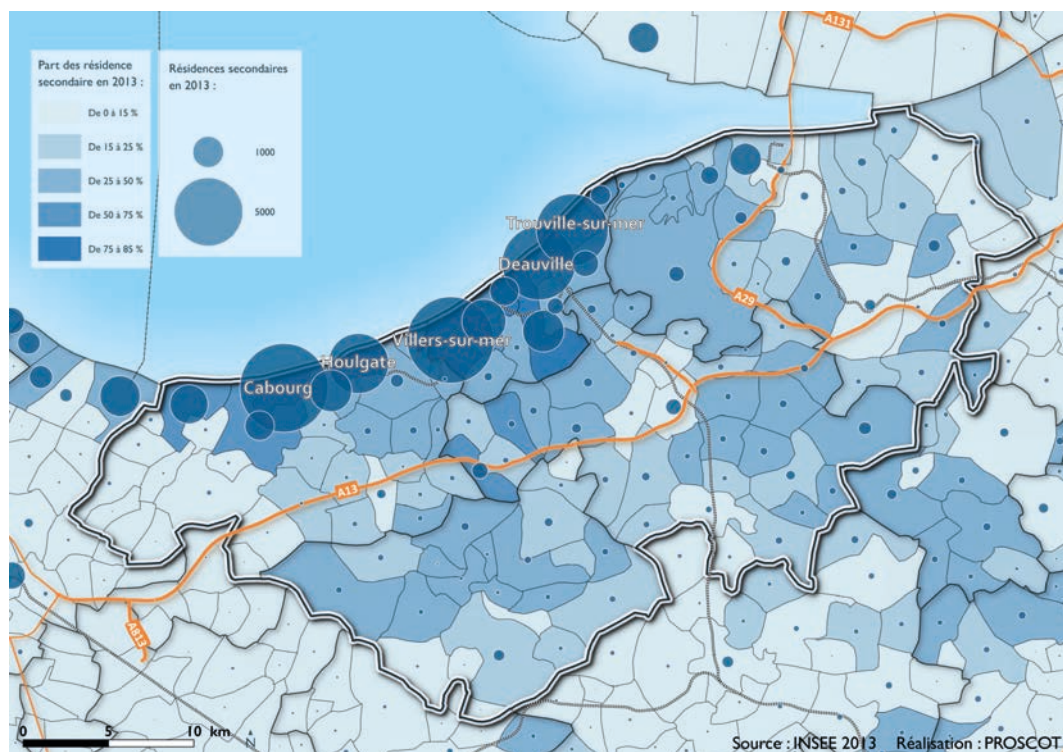 Part des résidence
secondaire en 2013 :
De 0 à 15 %
De 15 à 25 %
De 25 à 50 %
De 50 à 75 %
De 75 à 85 %
Résidences secondaires
en 2013 :
1000
5000
A131
Trouville-sur-mer
Deauville
A29
Villers-sur-mer
Houlgate
Cabourg
A13
A813
0 5 10 km
N
Source : INSEE 2013 Réalisation : PROSCOT